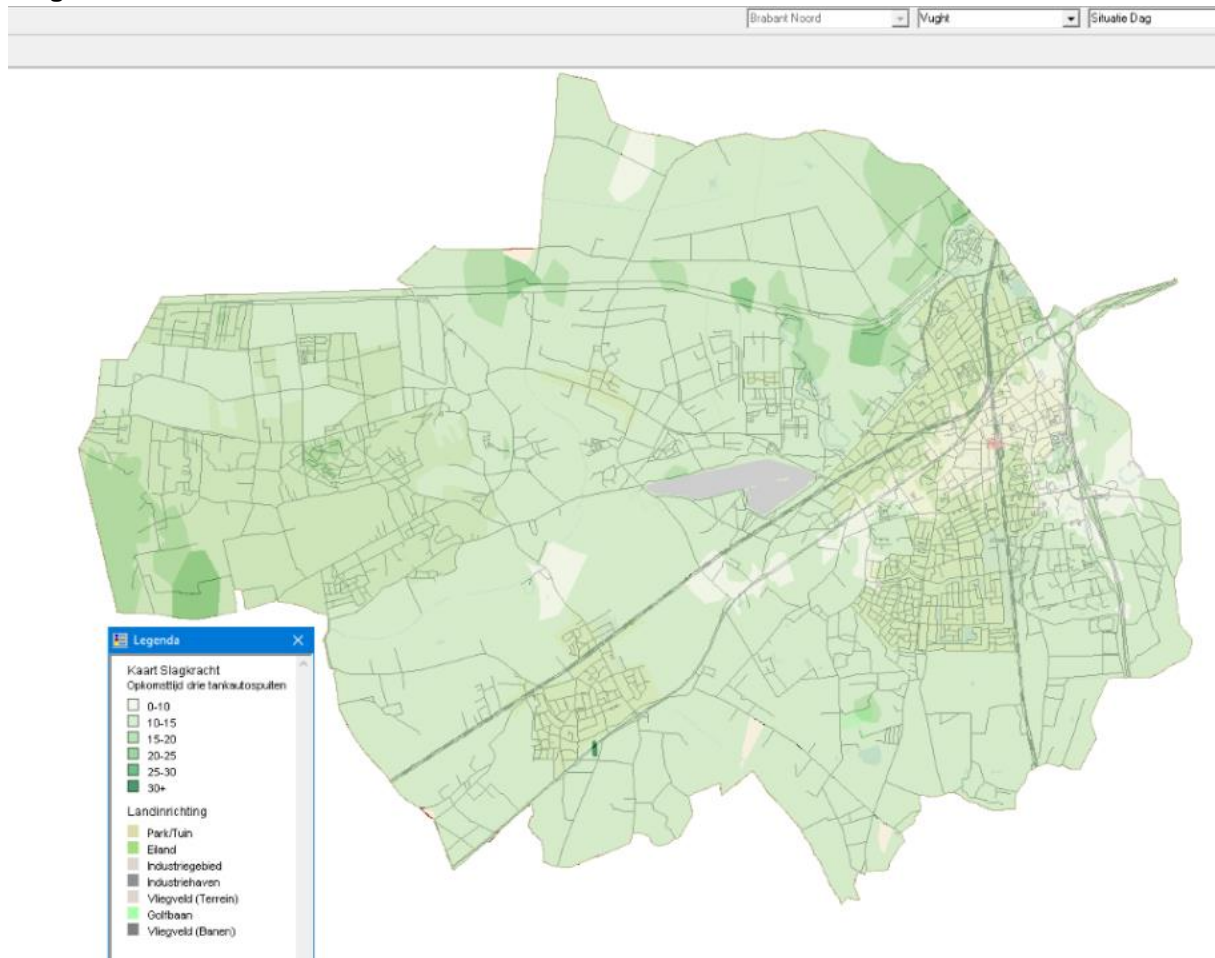 Brabant Noord
Vught
Situatie Dag
Legenda
Kaart Slagkracht
Opkomsttijd drie tankautospuiten
0-10
10-15
15-20
20-25
25-30
30+
Landinrichting
Park/Tuin
Eiland
Industriegebied
Industriehaven
Vliegveld (Terrein)
Golfbaan
Vliegveld (Banen)